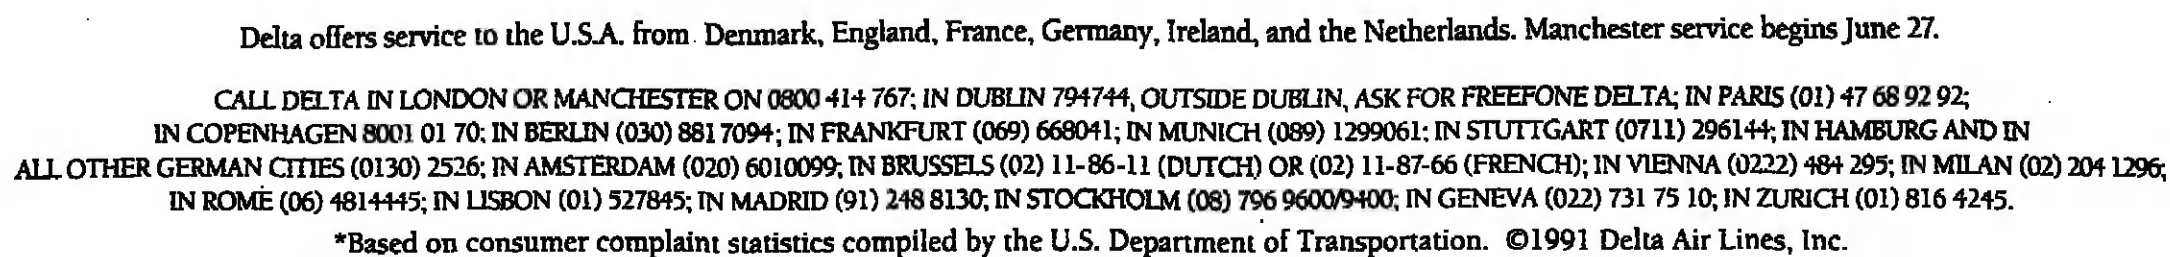 Delta offers service to the U.S.A. from Denmark, England, France, Germany, Ireland, and the Netherlands. Manchester service begins June 27.
CALL DELTA IN LONDON OR MANCHESTER ON 0800 414 767; IN DUBLIN 794744, OUTSIDE DUBLIN, ASK FOR FREEFONE DELTA; IN PARIS (01) 47 68 92 92;
IN COPENHAGEN 8001 01 70; IN BERLIN (030) 881 7094; IN FRANKFURT (069) 668041; IN MUNICH (089) 1299061; IN STUTTGART (0711) 296144; IN HAMBURG AND IN
ALL OTHER GERMAN CITIES (0130) 2526; IN AMSTERDAM (020) 6010099; IN BRUSSELS (02) 11-86-11 (DUTCH) OR (02) 11-87-66 (FRENCH); IN VIENNA (0222) 484 295; IN MILAN (02) 204 1296;
IN ROME (06) 4814445; IN LISBON (01) 527845; IN MADRID (91) 248 8130; IN STOCKHOLM (08) 796 9600/9400; IN GENEVA (022) 731 75 10; IN ZURICH (01) 816 4245.
*Based on consumer complaint statistics compiled by the U.S. Department of Transportation. ©1991 Delta Air Lines, Inc.